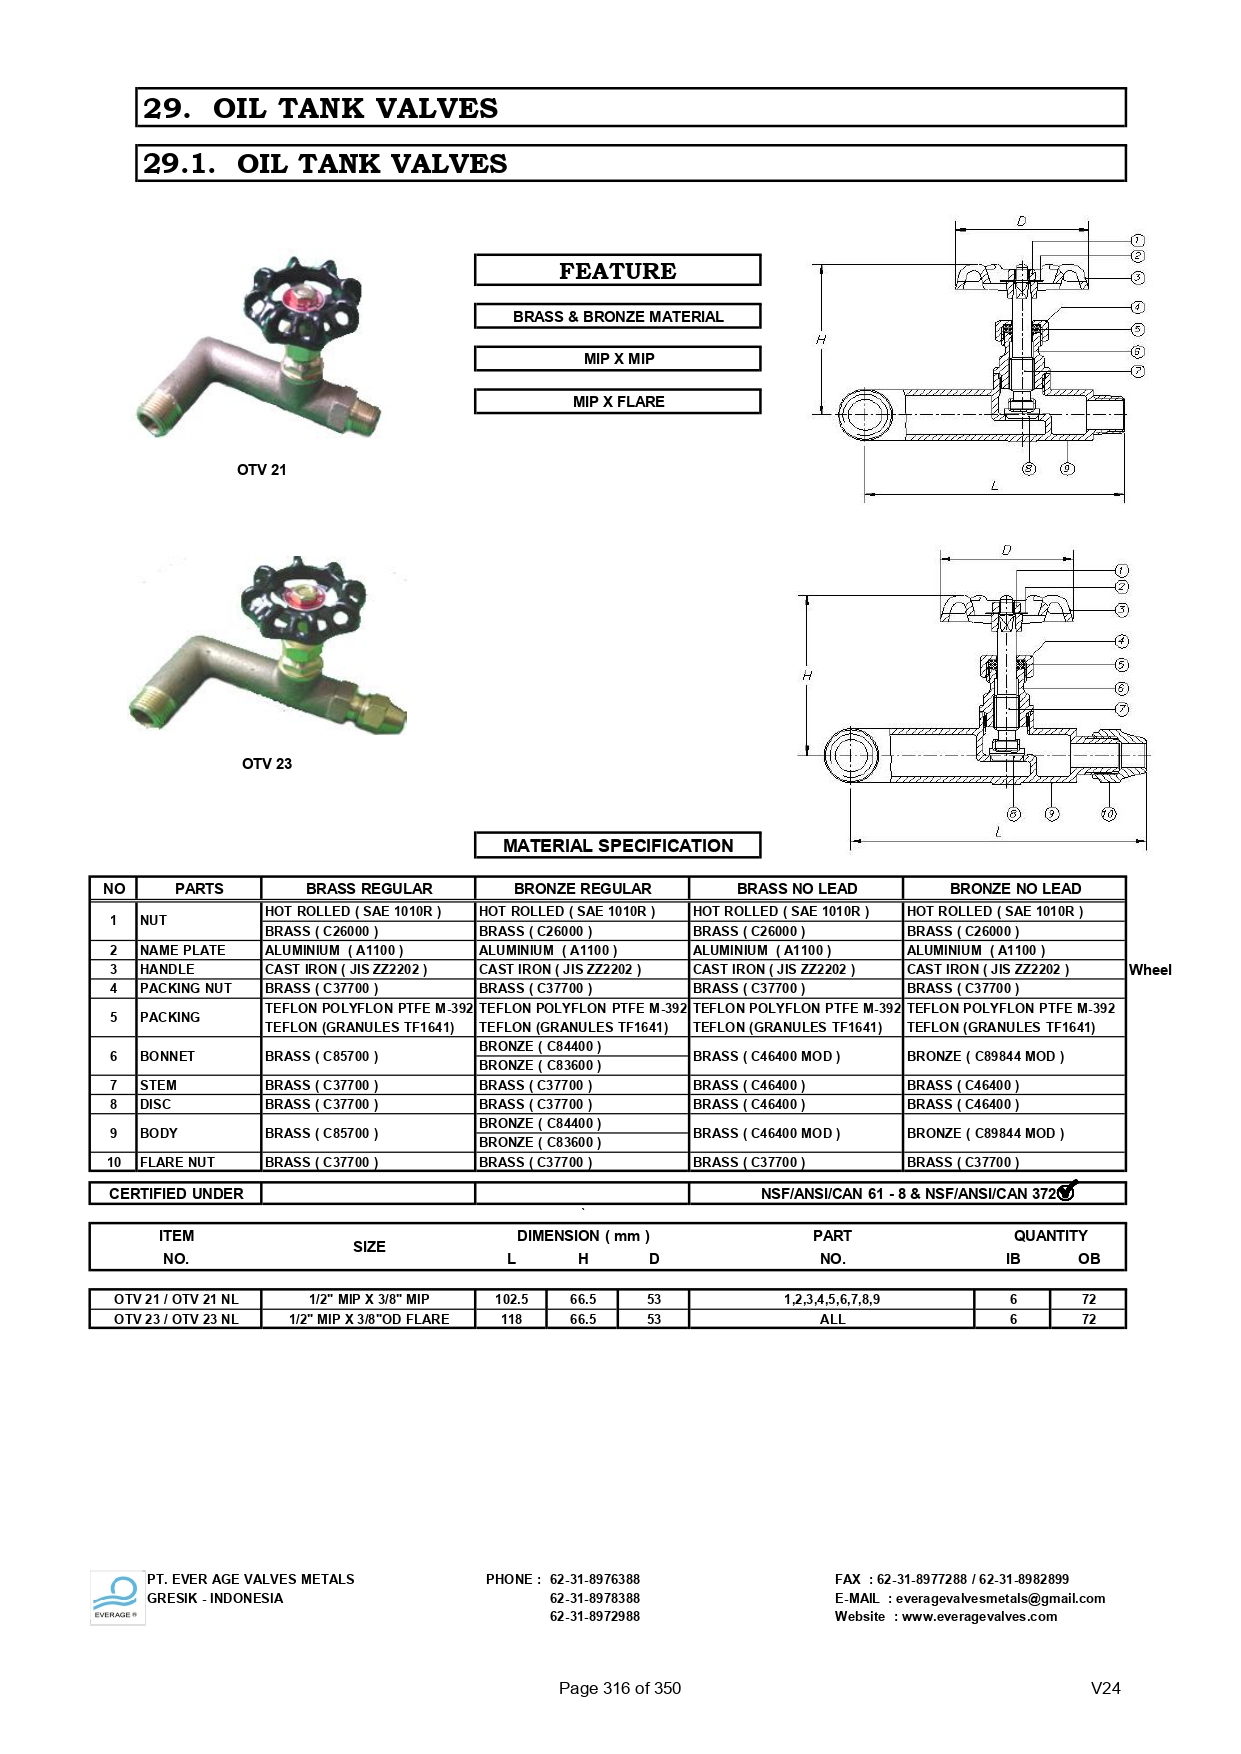 29. OIL TANK VALVES
29.1. OIL TANK VALVES
FEATURE
BRASS & BRONZE MATERIAL
MIP X MIP
MIP X FLARE
OTV 21
D
1
2
3
4
H
5
6
7
8 9
L
OTV 23
D
1
2
3
4
5
H
6
7
8 9 10
L
MATERIAL SPECIFICATION
NO PARTS BRASS REGULAR BRONZE REGULAR BRASS NO LEAD BRONZE NO LEAD
1 NUT HOT ROLLED ( SAE 1010R ) HOT ROLLED ( SAE 1010R ) HOT ROLLED ( SAE 1010R ) HOT ROLLED ( SAE 1010R )
BRASS ( C26000 ) BRASS ( C26000 ) BRASS ( C26000 ) BRASS ( C26000 )
2 NAME PLATE ALUMINIUM ( A1100 ) ALUMINIUM ( A1100 ) ALUMINIUM ( A1100 ) ALUMINIUM ( A1100 )
3 HANDLE CAST IRON ( JIS ZZ2202 ) CAST IRON ( JIS ZZ2202 ) CAST IRON ( JIS ZZ2202 ) CAST IRON ( JIS ZZ2202 ) Wheel
4 PACKING NUT BRASS ( C37700 ) BRASS ( C37700 ) BRASS ( C37700 ) BRASS ( C37700 )
5 PACKING TEFLON POLYFLON PTFE M-392 TEFLON POLYFLON PTFE M-392 TEFLON POLYFLON PTFE M-392 TEFLON POLYFLON PTFE M-392
TEFLON (GRANULES TF1641) TEFLON (GRANULES TF1641) TEFLON (GRANULES TF1641) TEFLON (GRANULES TF1641)
6 BONNET BRASS ( C85700 ) BRONZE ( C84400 ) BRASS ( C46400 MOD ) BRONZE ( C89844 MOD )
BRONZE ( C83600 )
7 STEM BRASS ( C37700 ) BRASS ( C37700 ) BRASS ( C46400 ) BRASS ( C46400 )
8 DISC BRASS ( C37700 ) BRASS ( C37700 ) BRASS ( C46400 ) BRASS ( C46400 )
9 BODY BRASS ( C85700 ) BRONZE ( C84400 ) BRASS ( C46400 MOD ) BRONZE ( C89844 MOD )
BRONZE ( C83600 )
10 FLARE NUT BRASS ( C37700 ) BRASS ( C37700 ) BRASS ( C37700 ) BRASS ( C37700 )
CERTIFIED UNDER NSF/ANSI/CAN 61 - 8 & NSF/ANSI/CAN 372
`
ITEM SIZE DIMENSION ( mm ) PART QUANTITY
NO. L H D NO. IB OB
OTV 21 / OTV 21 NL 1/2" MIP X 3/8" MIP 102.5 66.5 53 1,2,3,4,5,6,7,8,9 6 72
OTV 23 / OTV 23 NL 1/2" MIP X 3/8"OD FLARE 118 66.5 53 ALL 6 72
EVERAGE ®
PT. EVER AGE VALVES METALS PHONE : 62-31-8976388 FAX : 62-31-8977288 / 62-31-8982899
GRESIK - INDONESIA 62-31-8978388 E-MAIL : everagevalvesmetals@gmail.com
62-31-8972988 Website : www.everagevalves.com
Page 316 of 350 V24